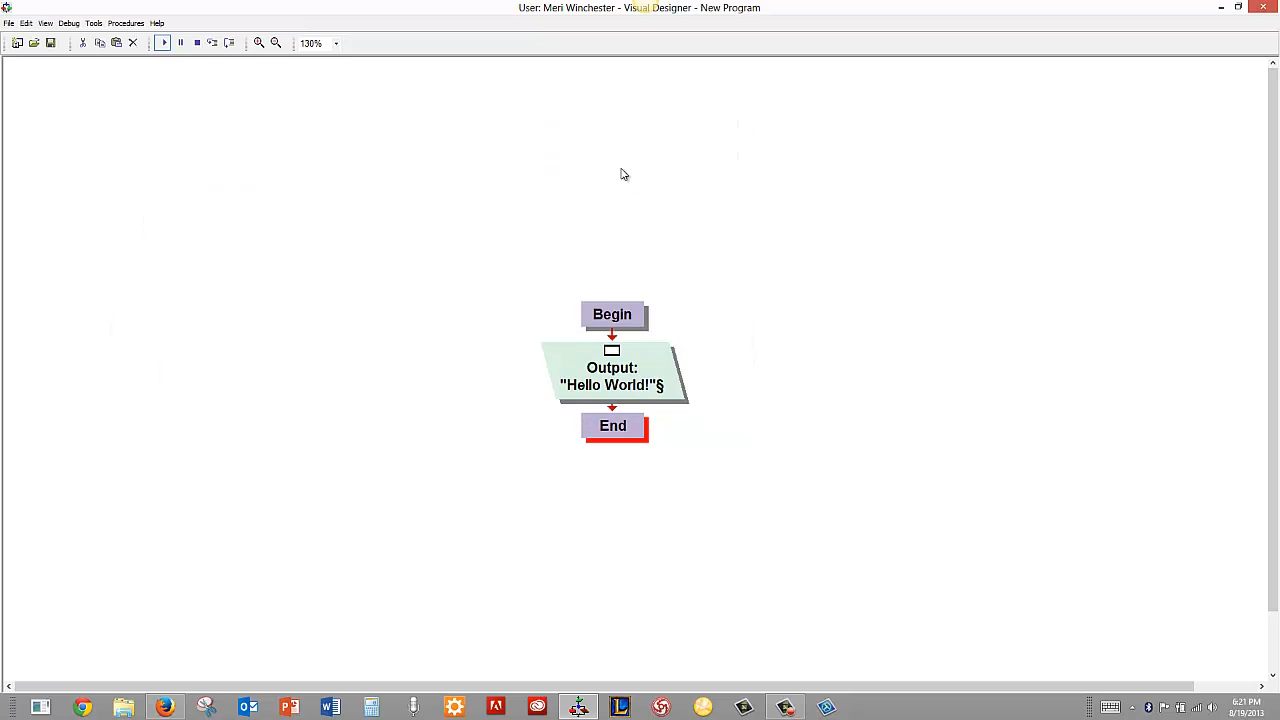 User: Meri Winchester - Visual Designer - New Program
File Edit View Debug Tools Procedures Help
130%
Begin
Output:
"Hello World!"§
End
6:21 PM
8/19/2013